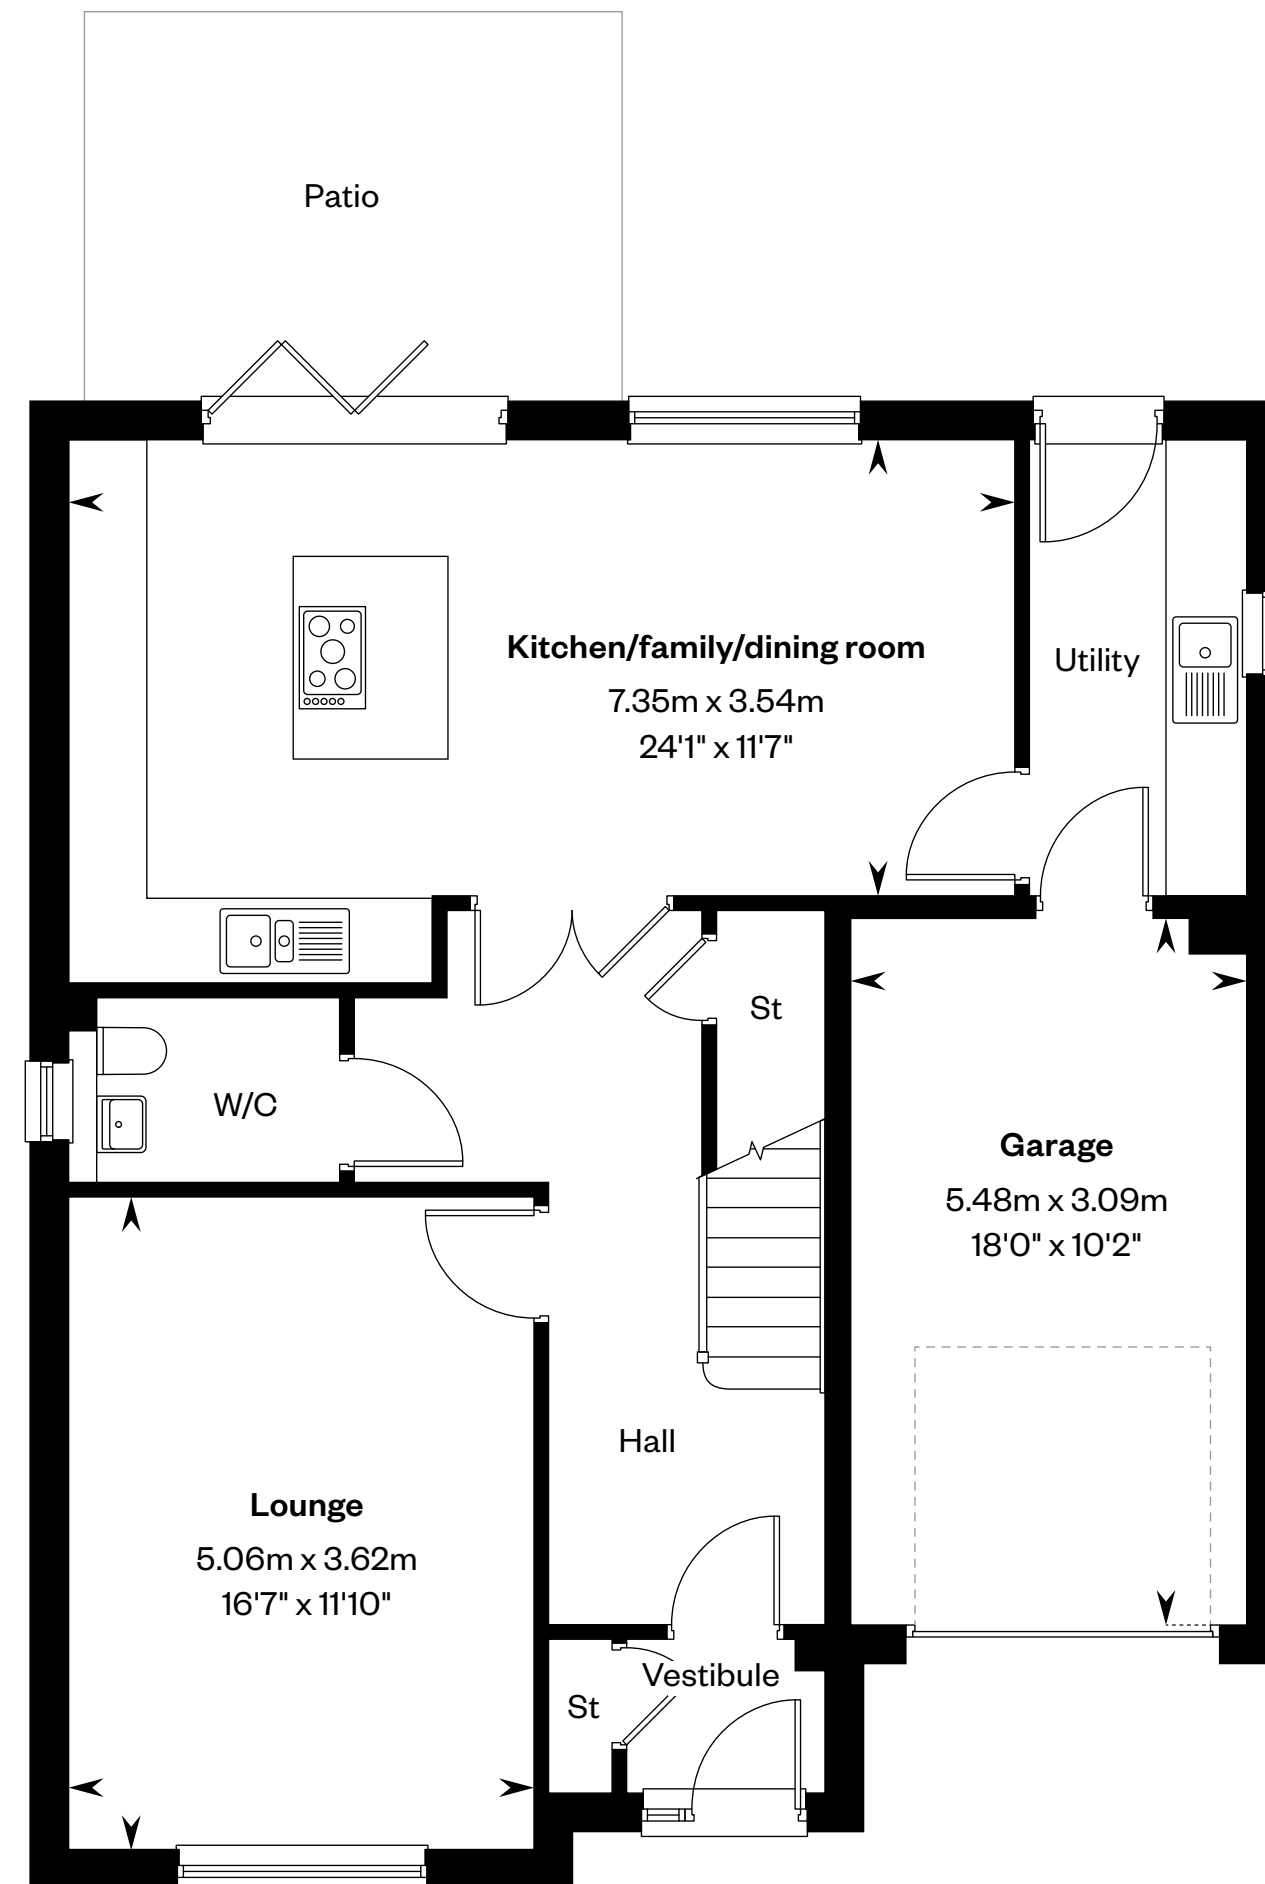 Patio
Kitchen/family/dining room
7.35m x 3.54m
24'1" x 11'7"
Utility
St
W/C
Garage
5.48m x 3.09m
18'0" x 10'2"
Hall
Lounge
5.06m x 3.62m
16'7" x 11'10"
Vestibule
St